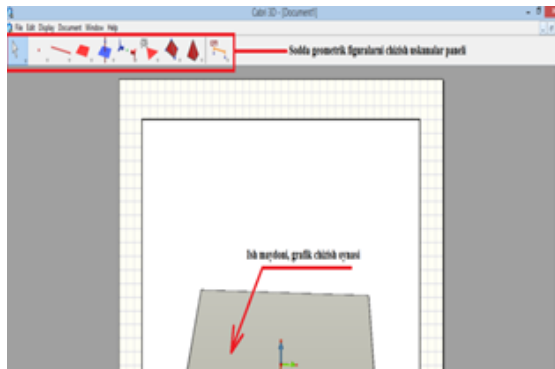 Cabri 3D - [Document1]
File Edit Display Document Window Help
Sodda geometrik figuralarni chizish uskunalar paneli
Ish maydoni, grafik chizish oynasi